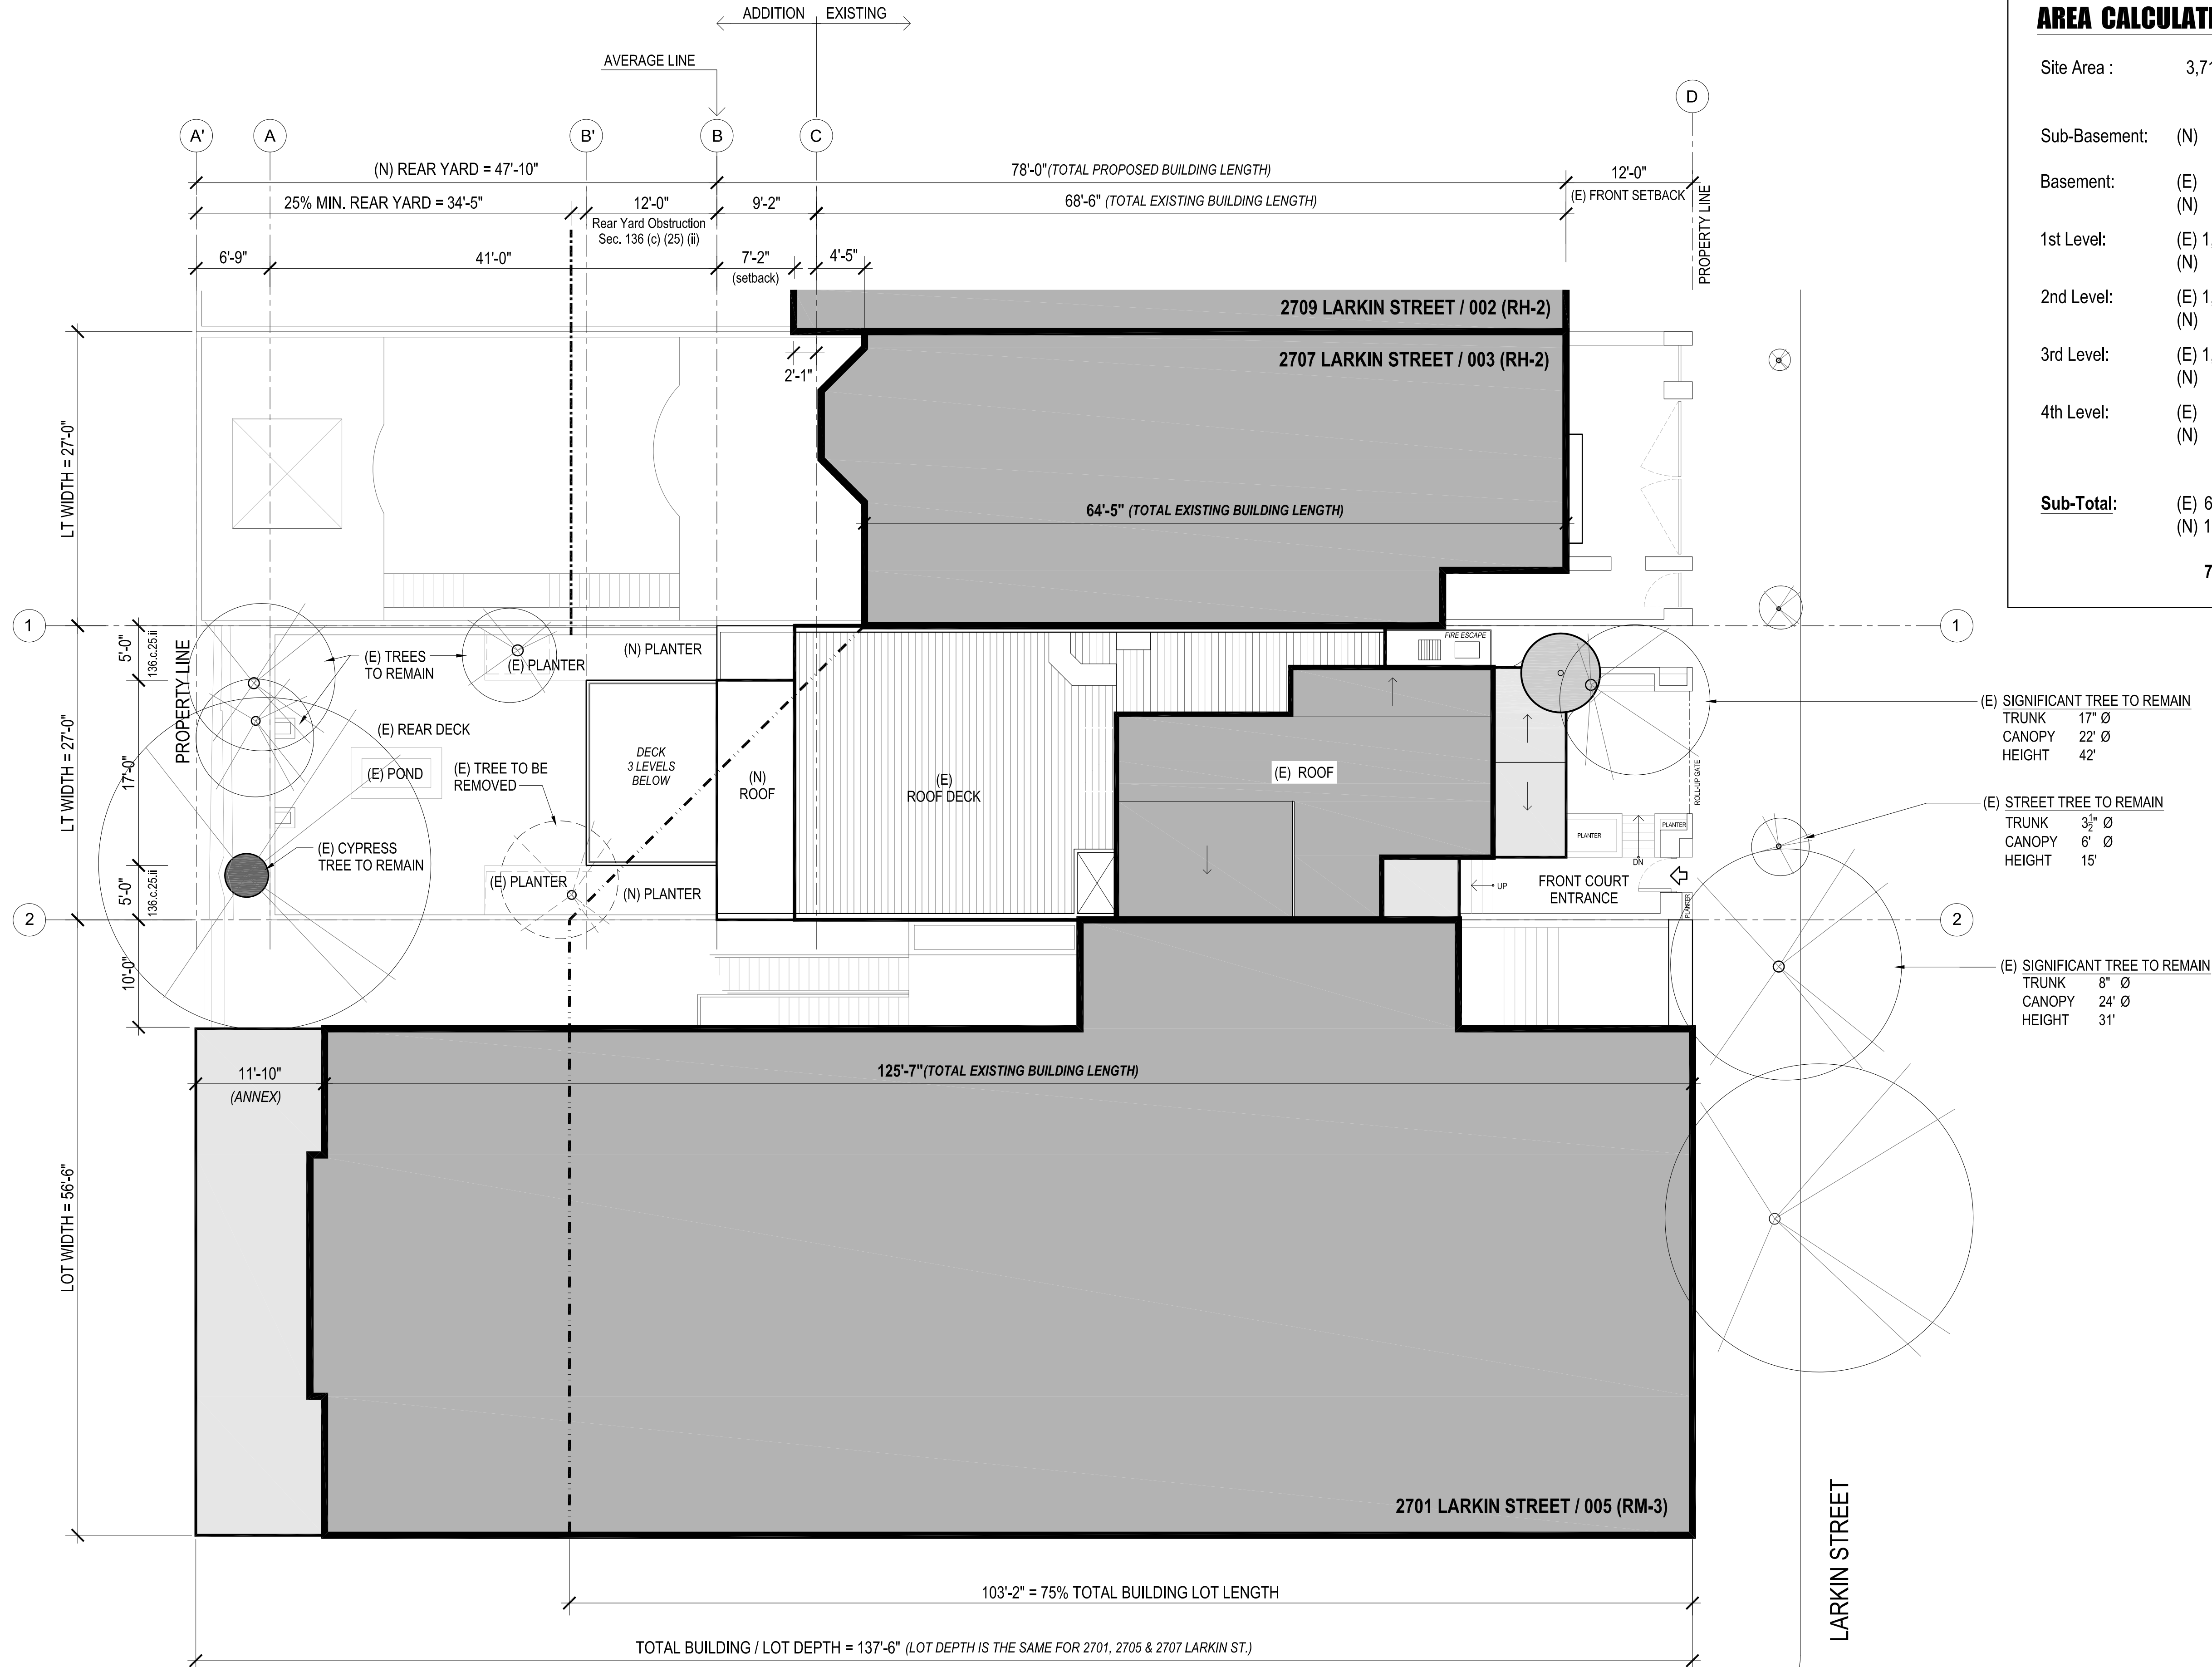 ADDITION
EXISTING
AVERAGE LINE
A'
A
B'
B
C
D
(N) REAR YARD = 47'-10"
78'-0" (TOTAL PROPOSED BUILDING LENGTH)
12'-0"
25% MIN. REAR YARD = 34'-5"
12'-0"
9'-2"
68'-6" (TOTAL EXISTING BUILDING LENGTH)
(E) FRONT SETBACK
Rear Yard Obstruction
Sec. 136 (c) (25) (ii)
PROPERTY LINE
6'-9"
41'-0"
7'-2"
(setback)
4'-5"
2709 LARKIN STREET / 002 (RH-2)
2707 LARKIN STREET / 003 (RH-2)
2'-1"
LT WIDTH = 27'-0"
64'-5" (TOTAL EXISTING BUILDING LENGTH)
1
1
5'-0"
136.c.25.ii
PROPERTY LINE
(E) TREES
TO REMAIN
(E) PLANTER
(N) PLANTER
FIRE ESCAPE
(E) REAR DECK
LT WIDTH = 27'-0"
17'-0"
(E) POND
(E) TREE TO BE
REMOVED
DECK
3 LEVELS
BELOW
(N)
ROOF
(E)
ROOF DECK
(E) ROOF
ROLL-UP GATE
PLANTER
PLANTER
DN
(E) CYPRESS
TREE TO REMAIN
5'-0"
136.c.25.ii
(E) PLANTER
(N) PLANTER
UP
FRONT COURT
ENTRANCE
PLANTER
2
2
(E) SIGNIFICANT TREE TO REMAIN
TRUNK 17" Ø
CANOPY 22' Ø
HEIGHT 42'
(E) STREET TREE TO REMAIN
TRUNK 3½" Ø
CANOPY 6' Ø
HEIGHT 15'
(E) SIGNIFICANT TREE TO REMAIN
TRUNK 8" Ø
CANOPY 24' Ø
HEIGHT 31'
10'-0"
11'-10"
(ANNEX)
125'-7" (TOTAL EXISTING BUILDING LENGTH)
LOT WIDTH = 56'-6"
2701 LARKIN STREET / 005 (RM-3)
LARKIN STREET
103'-2" = 75% TOTAL BUILDING LOT LENGTH
TOTAL BUILDING / LOT DEPTH = 137'-6" (LOT DEPTH IS THE SAME FOR 2701, 2705 & 2707 LARKIN ST.)
AREA CALCULATI
Site Area : 3,71
Sub-Basement: (N)
Basement: (E)
(N)
1st Level: (E) 1
(N)
2nd Level: (E) 1
(N)
3rd Level: (E) 1
(N)
4th Level: (E)
(N)
Sub-Total: (E) 6
(N) 1
7